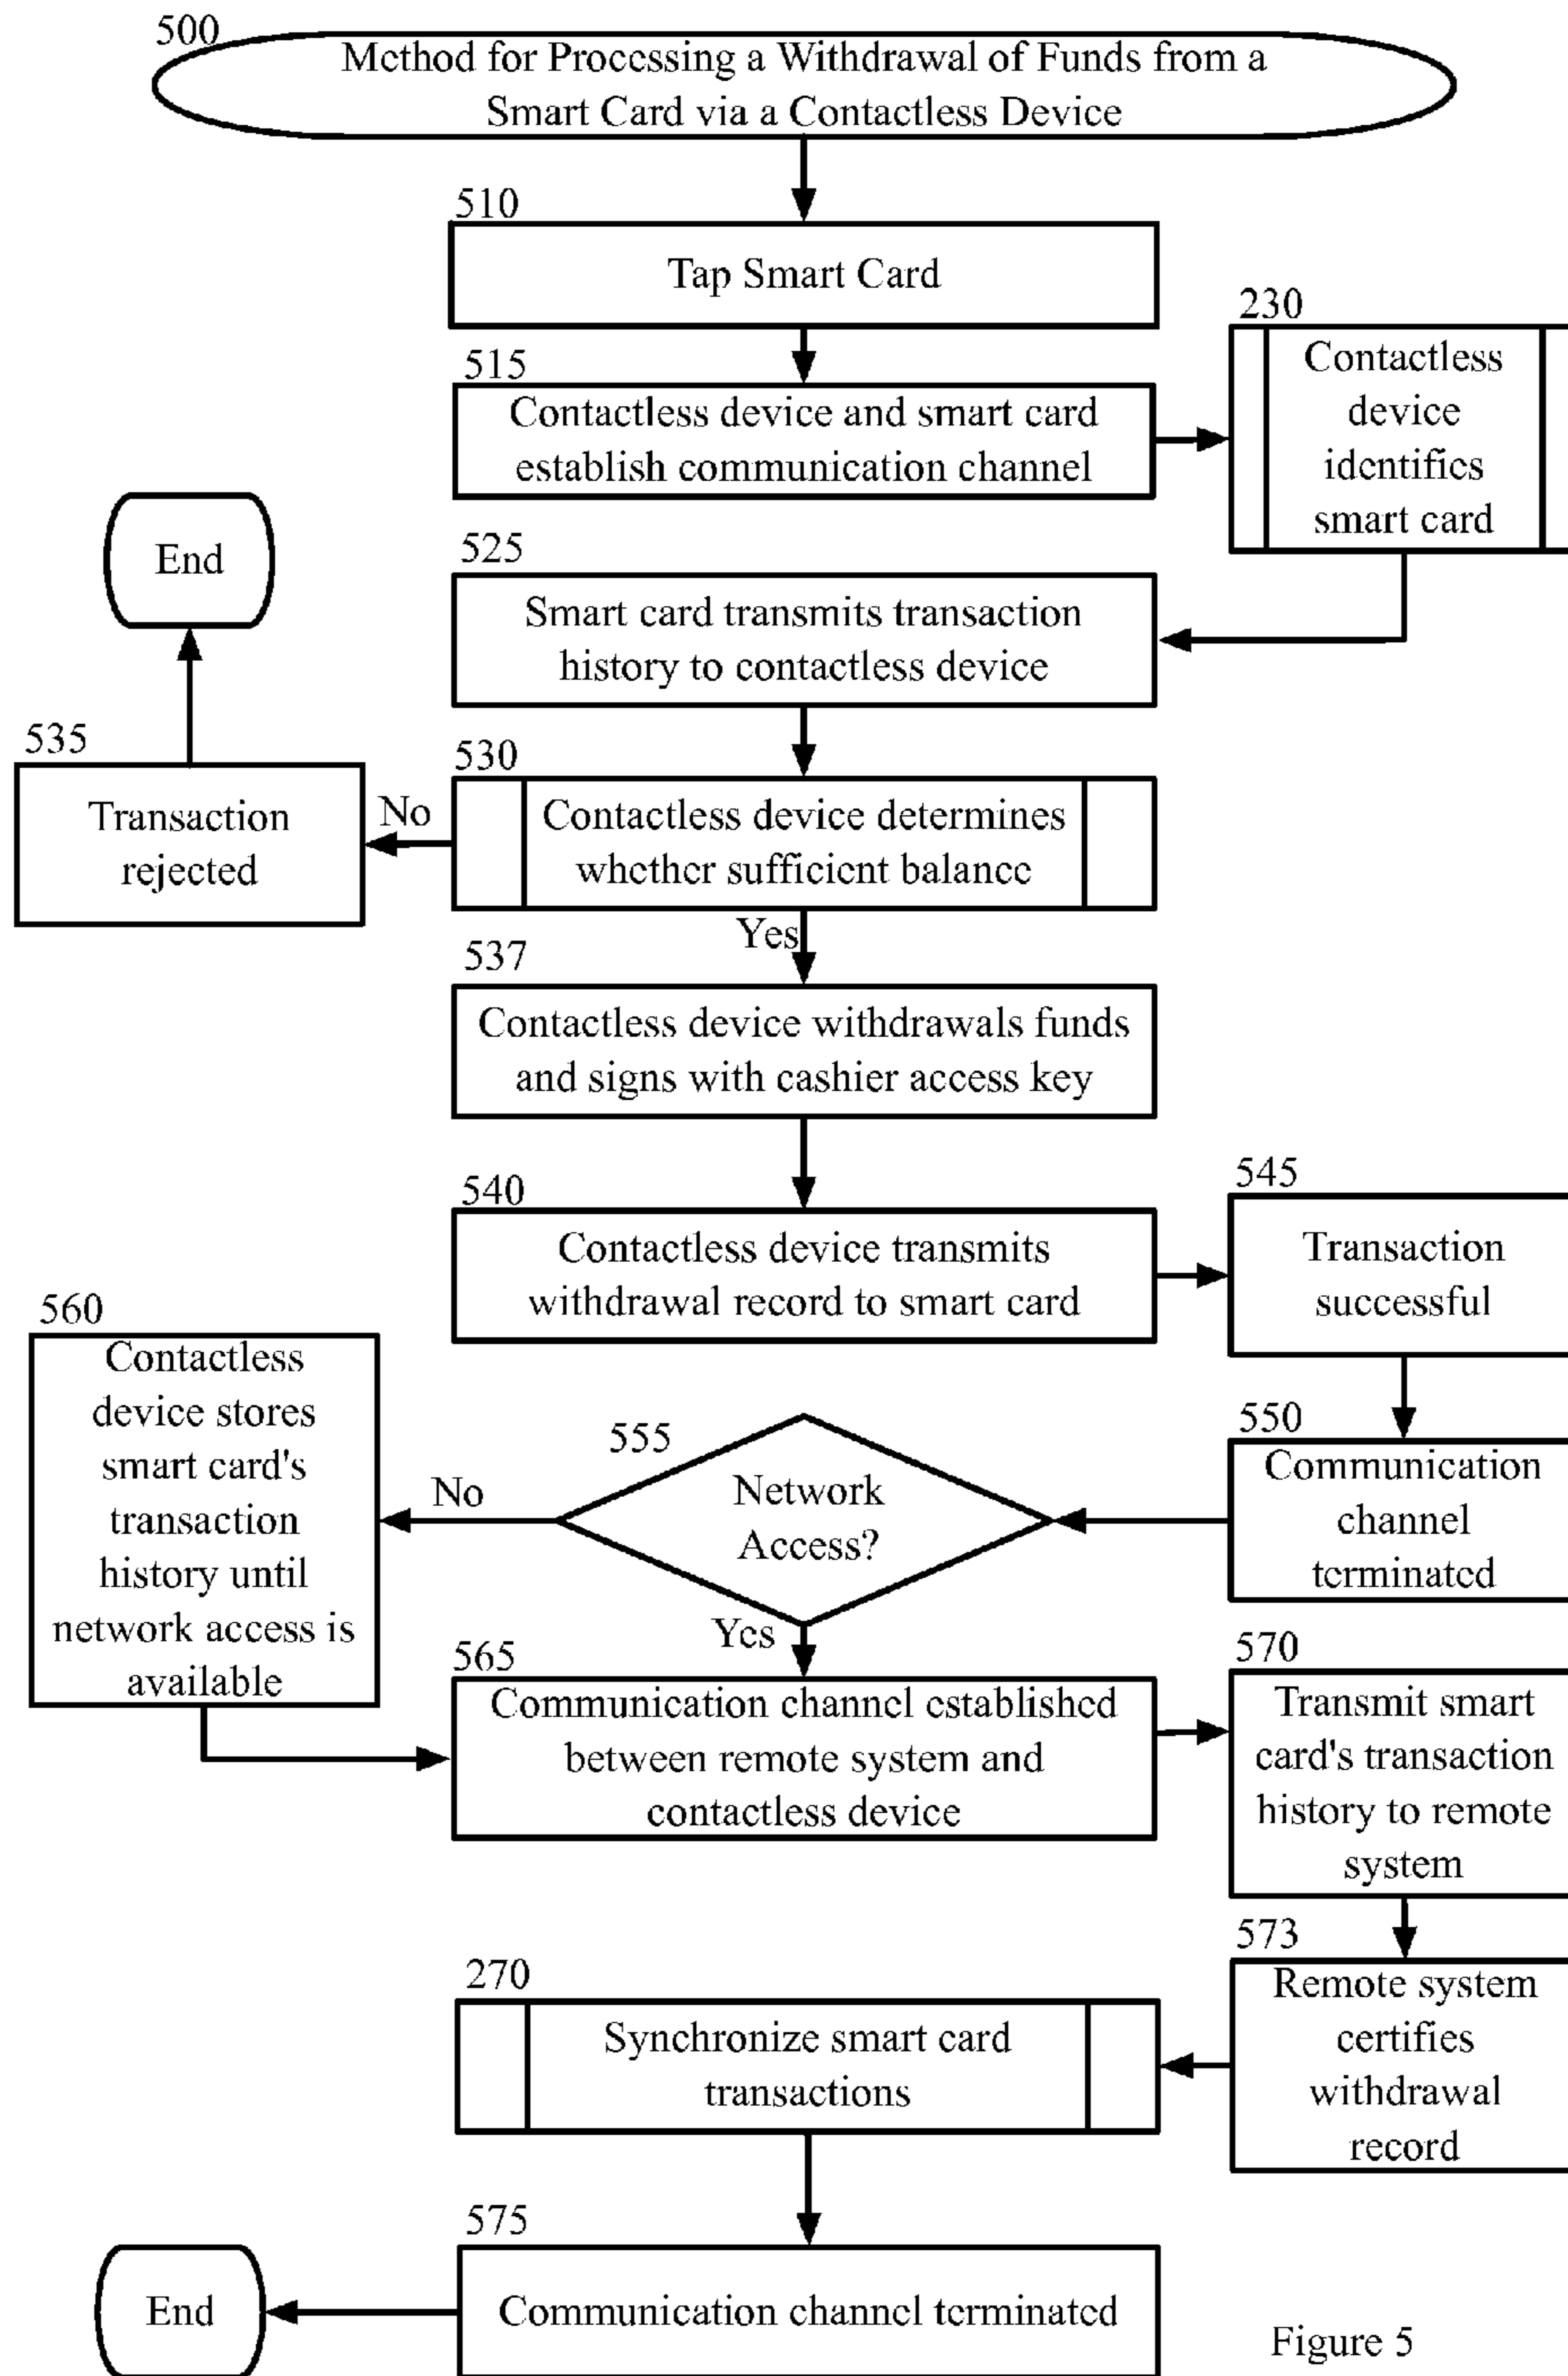 500
Method for Processing a Withdrawal of Funds from a
Smart Card via a Contactless Device
510
Tap Smart Card
515
Contactless device and smart card
establish communication channel
230
Contactless
device
identifies
smart card
End
525
Smart card transmits transaction
history to contactless device
535
Transaction
rejected
No
530
Contactless device determines
whether sufficient balance
Yes
537
Contactless device withdrawals funds
and signs with cashier access key
540
Contactless device transmits
withdrawal record to smart card
545
Transaction
successful
560
Contactless
device stores
smart card's
transaction
history until
network access is
available
No
555
Network
Access?
Yes
550
Communication
channel
terminated
565
Communication channel established
between remote system and
contactless device
570
Transmit smart
card's transaction
history to remote
system
573
Remote system
certifies
withdrawal
record
270
Synchronize smart card
transactions
575
Communication channel terminated
End
Figure 5